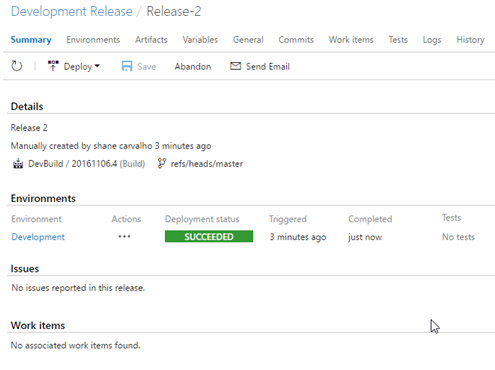 Development Release / Release-2
Summary Environments Artifacts Variables General Commits Work items Tests Logs History
Deploy Save Abandon Send Email
Details
Release 2
Manually created by shane carvalho 3 minutes ago
DevBuild / 20161106.4 (Build) refs/heads/master
Environments
Environment Actions Deployment status Triggered Completed Tests
Development ••• SUCCEEDED 3 minutes ago just now No tests
Issues
No issues reported in this release.
Work items
No associated work items found.